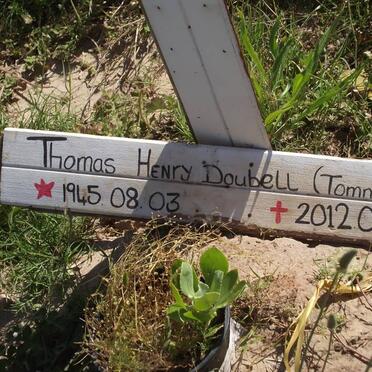 Thomas Henry Doubell (Tomm
★ 1945.08.03 ✝ 2012.0